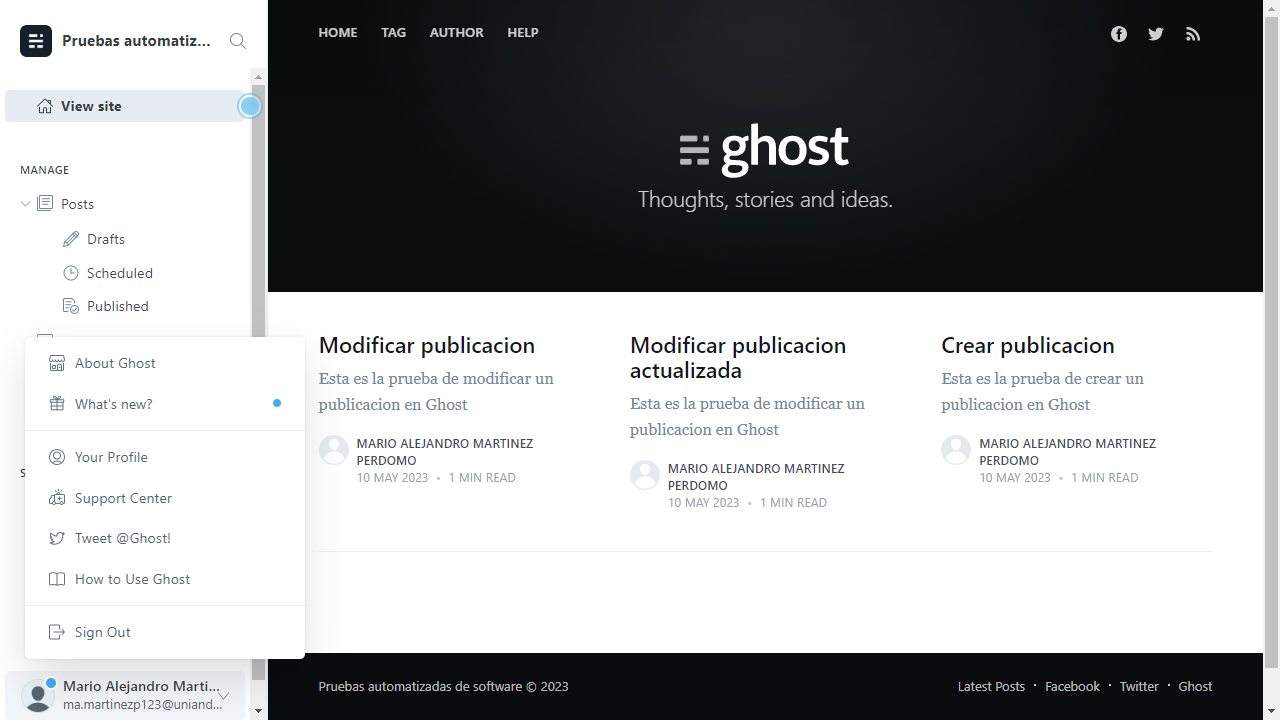 Pruebas automatiz...
View site
MANAGE
Posts
Drafts
Scheduled
Published
About Ghost
What's new?
Your Profile
Support Center
Tweet @Ghost!
How to Use Ghost
Sign Out
Mario Alejandro Marti...
ma.martinezp123@uniand...
HOME TAG AUTHOR HELP
ghost
Thoughts, stories and ideas.
Modificar publicacion
Esta es la prueba de modificar un
publicacion en Ghost
MARIO ALEJANDRO MARTINEZ
PERDOMO
10 MAY 2023 • 1 MIN READ
Modificar publicacion
actualizada
Esta es la prueba de modificar un
publicacion en Ghost
MARIO ALEJANDRO MARTINEZ
PERDOMO
10 MAY 2023 • 1 MIN READ
Crear publicacion
Esta es la prueba de crear un
publicacion en Ghost
MARIO ALEJANDRO MARTINEZ
PERDOMO
10 MAY 2023 • 1 MIN READ
Pruebas automatizadas de software © 2023
Latest Posts · Facebook · Twitter · Ghost